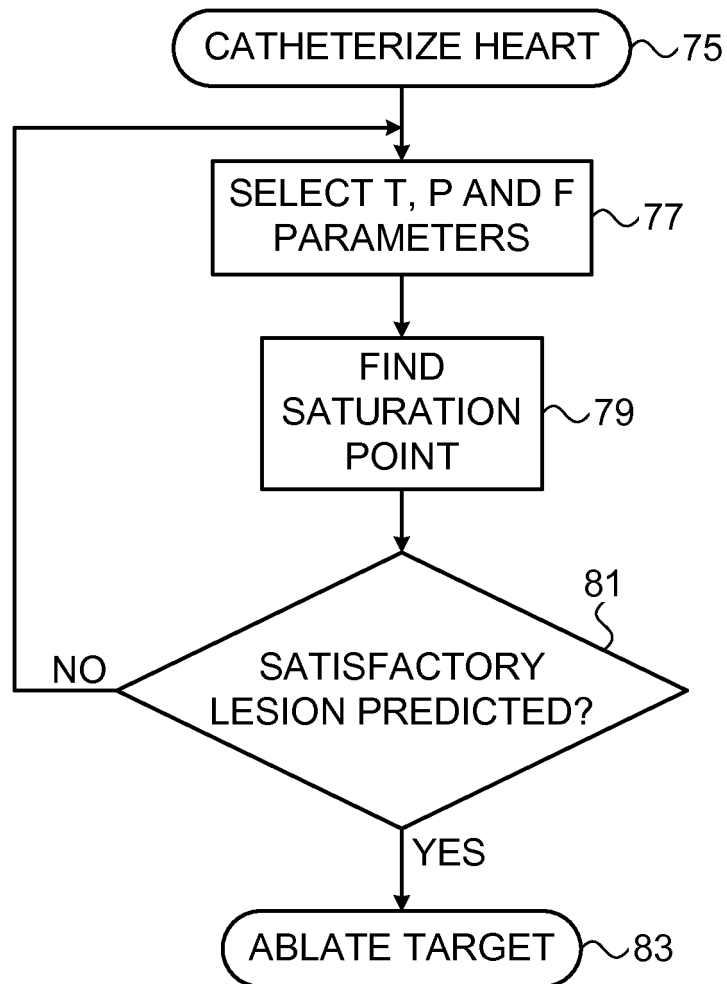 CATHETERIZE HEART 75
SELECT T, P AND F
PARAMETERS
77
FIND
SATURATION
POINT
79
81
SATISFACTORY
LESION PREDICTED?
NO
YES
ABLATE TARGET 83